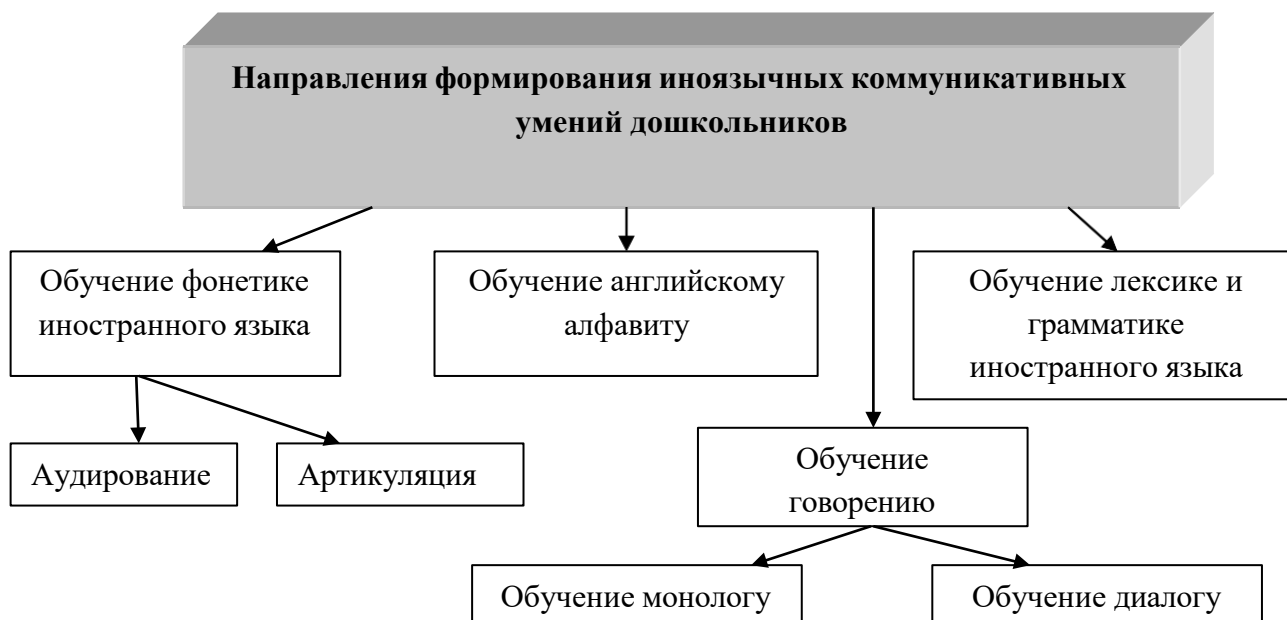 Направления формирования иноязычных коммуникативных
умений дошкольников
Обучение фонетике
иностранного языка
Обучение английскому
алфавиту
Обучение лексике и
грамматике
иностранного языка
Аудирование
Артикуляция
Обучение
говорению
Обучение монологу
Обучение диалогу